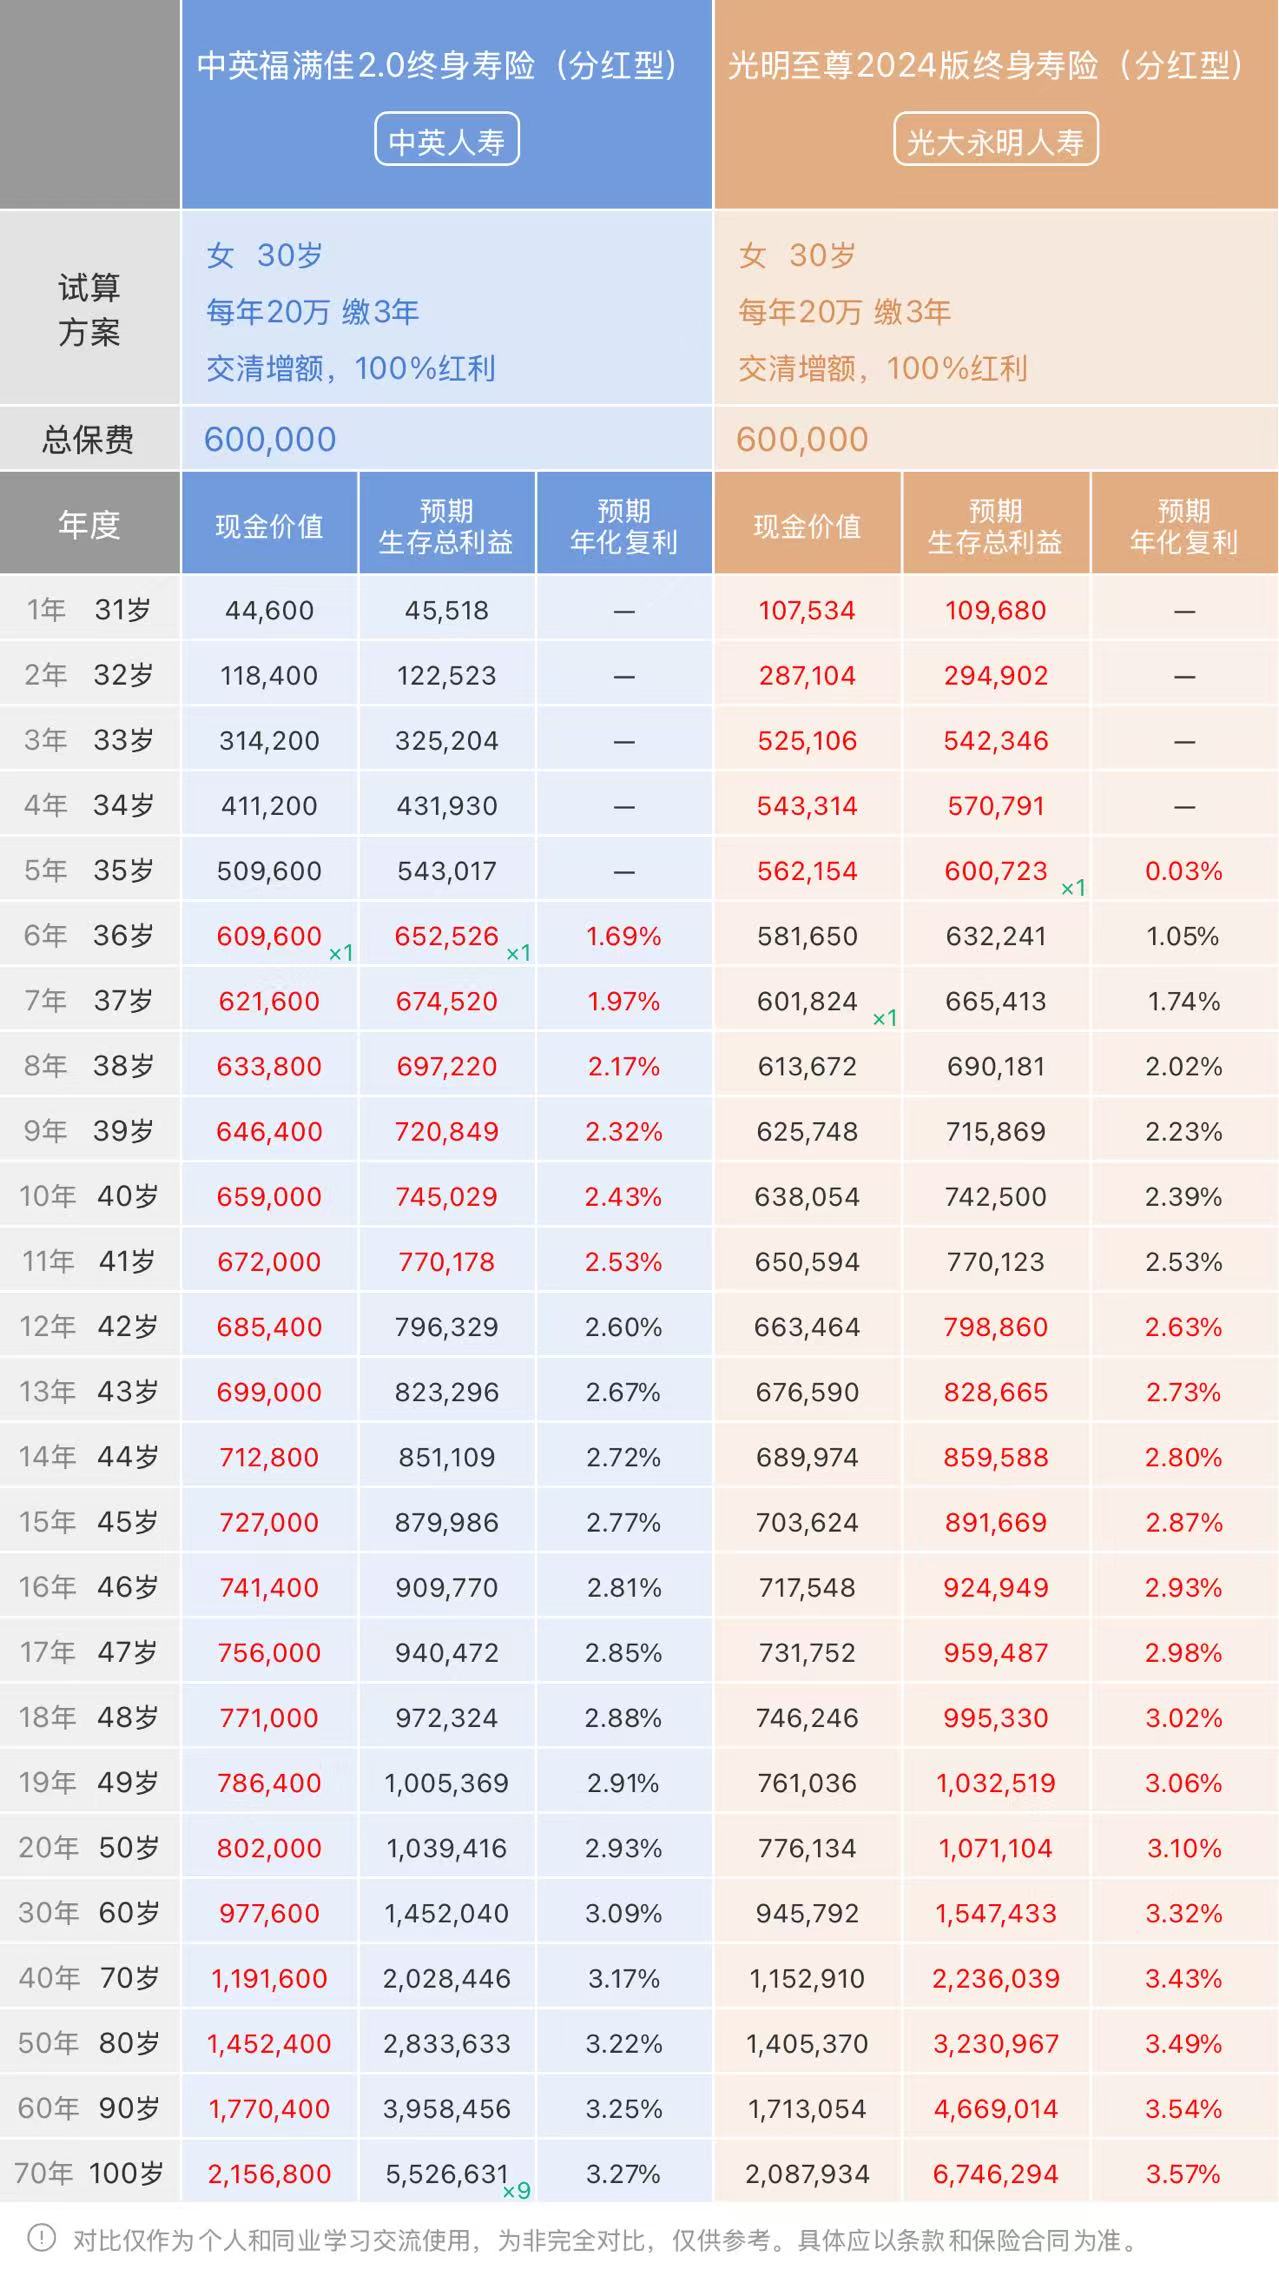 中英福满佳2.0终身寿险（分红型） 光明至尊2024版终身寿险（分红型）
中英人寿 光大永明人寿
试算方案 女 30岁 女 30岁
每年20万 缴3年 每年20万 缴3年
交清增额，100%红利 交清增额，100%红利
总保费 600,000 600,000
年度 现金价值 预期生存总利益 预期年化复利 现金价值 预期生存总利益 预期年化复利
1年 31岁 44,600 45,518 — 107,534 109,680 —
2年 32岁 118,400 122,523 — 287,104 294,902 —
3年 33岁 314,200 325,204 — 525,106 542,346 —
4年 34岁 411,200 431,930 — 543,314 570,791 —
5年 35岁 509,600 543,017 — 562,154 600,723 ×1 0.03%
6年 36岁 609,600 ×1 652,526 ×1 1.69% 581,650 632,241 1.05%
7年 37岁 621,600 674,520 1.97% 601,824 ×1 665,413 1.74%
8年 38岁 633,800 697,220 2.17% 613,672 690,181 2.02%
9年 39岁 646,400 720,849 2.32% 625,748 715,869 2.23%
10年 40岁 659,000 745,029 2.43% 638,054 742,500 2.39%
11年 41岁 672,000 770,178 2.53% 650,594 770,123 2.53%
12年 42岁 685,400 796,329 2.60% 663,464 798,860 2.63%
13年 43岁 699,000 823,296 2.67% 676,590 828,665 2.73%
14年 44岁 712,800 851,109 2.72% 689,974 859,588 2.80%
15年 45岁 727,000 879,986 2.77% 703,624 891,669 2.87%
16年 46岁 741,400 909,770 2.81% 717,548 924,949 2.93%
17年 47岁 756,000 940,472 2.85% 731,752 959,487 2.98%
18年 48岁 771,000 972,324 2.88% 746,246 995,330 3.02%
19年 49岁 786,400 1,005,369 2.91% 761,036 1,032,519 3.06%
20年 50岁 802,000 1,039,416 2.93% 776,134 1,071,104 3.10%
30年 60岁 977,600 1,452,040 3.09% 945,792 1,547,433 3.32%
40年 70岁 1,191,600 2,028,446 3.17% 1,152,910 2,236,039 3.43%
50年 80岁 1,452,400 2,833,633 3.22% 1,405,370 3,230,967 3.49%
60年 90岁 1,770,400 3,958,456 3.25% 1,713,054 4,669,014 3.54%
70年 100岁 2,156,800 5,526,631 ×9 3.27% 2,087,934 6,746,294 3.57%
对比仅作为个人和同业学习交流使用，为非完全对比，仅供参考。具体应以条款和保险合同为准。